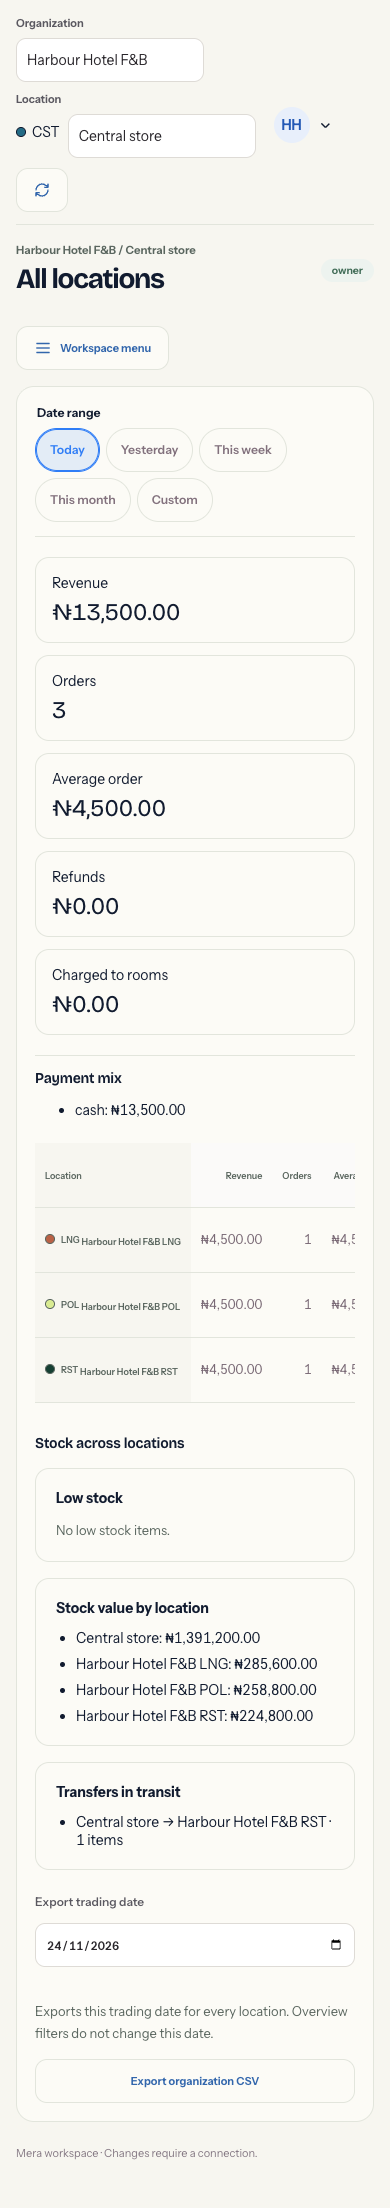 Organization
Harbour Hotel F&B
Location
CST
Central store
HH
Harbour Hotel F&B / Central store
All locations
owner
Workspace menu
Date range
Today
Yesterday
This week
This month
Custom
Revenue
₦13,500.00
Orders
3
Average order
₦4,500.00
Refunds
₦0.00
Charged to rooms
₦0.00
Payment mix
• cash: ₦13,500.00
Location Revenue Orders Avera
LNG Harbour Hotel F&B LNG ₦4,500.00 1 ₦4,5
POL Harbour Hotel F&B POL ₦4,500.00 1 ₦4,5
RST Harbour Hotel F&B RST ₦4,500.00 1 ₦4,5
Stock across locations
Low stock
No low stock items.
Stock value by location
• Central store: ₦1,391,200.00
• Harbour Hotel F&B LNG: ₦285,600.00
• Harbour Hotel F&B POL: ₦258,800.00
• Harbour Hotel F&B RST: ₦224,800.00
Transfers in transit
• Central store → Harbour Hotel F&B RST ·
1 items
Export trading date
24/11/2026
Exports this trading date for every location. Overview
filters do not change this date.
Export organization CSV
Mera workspace · Changes require a connection.